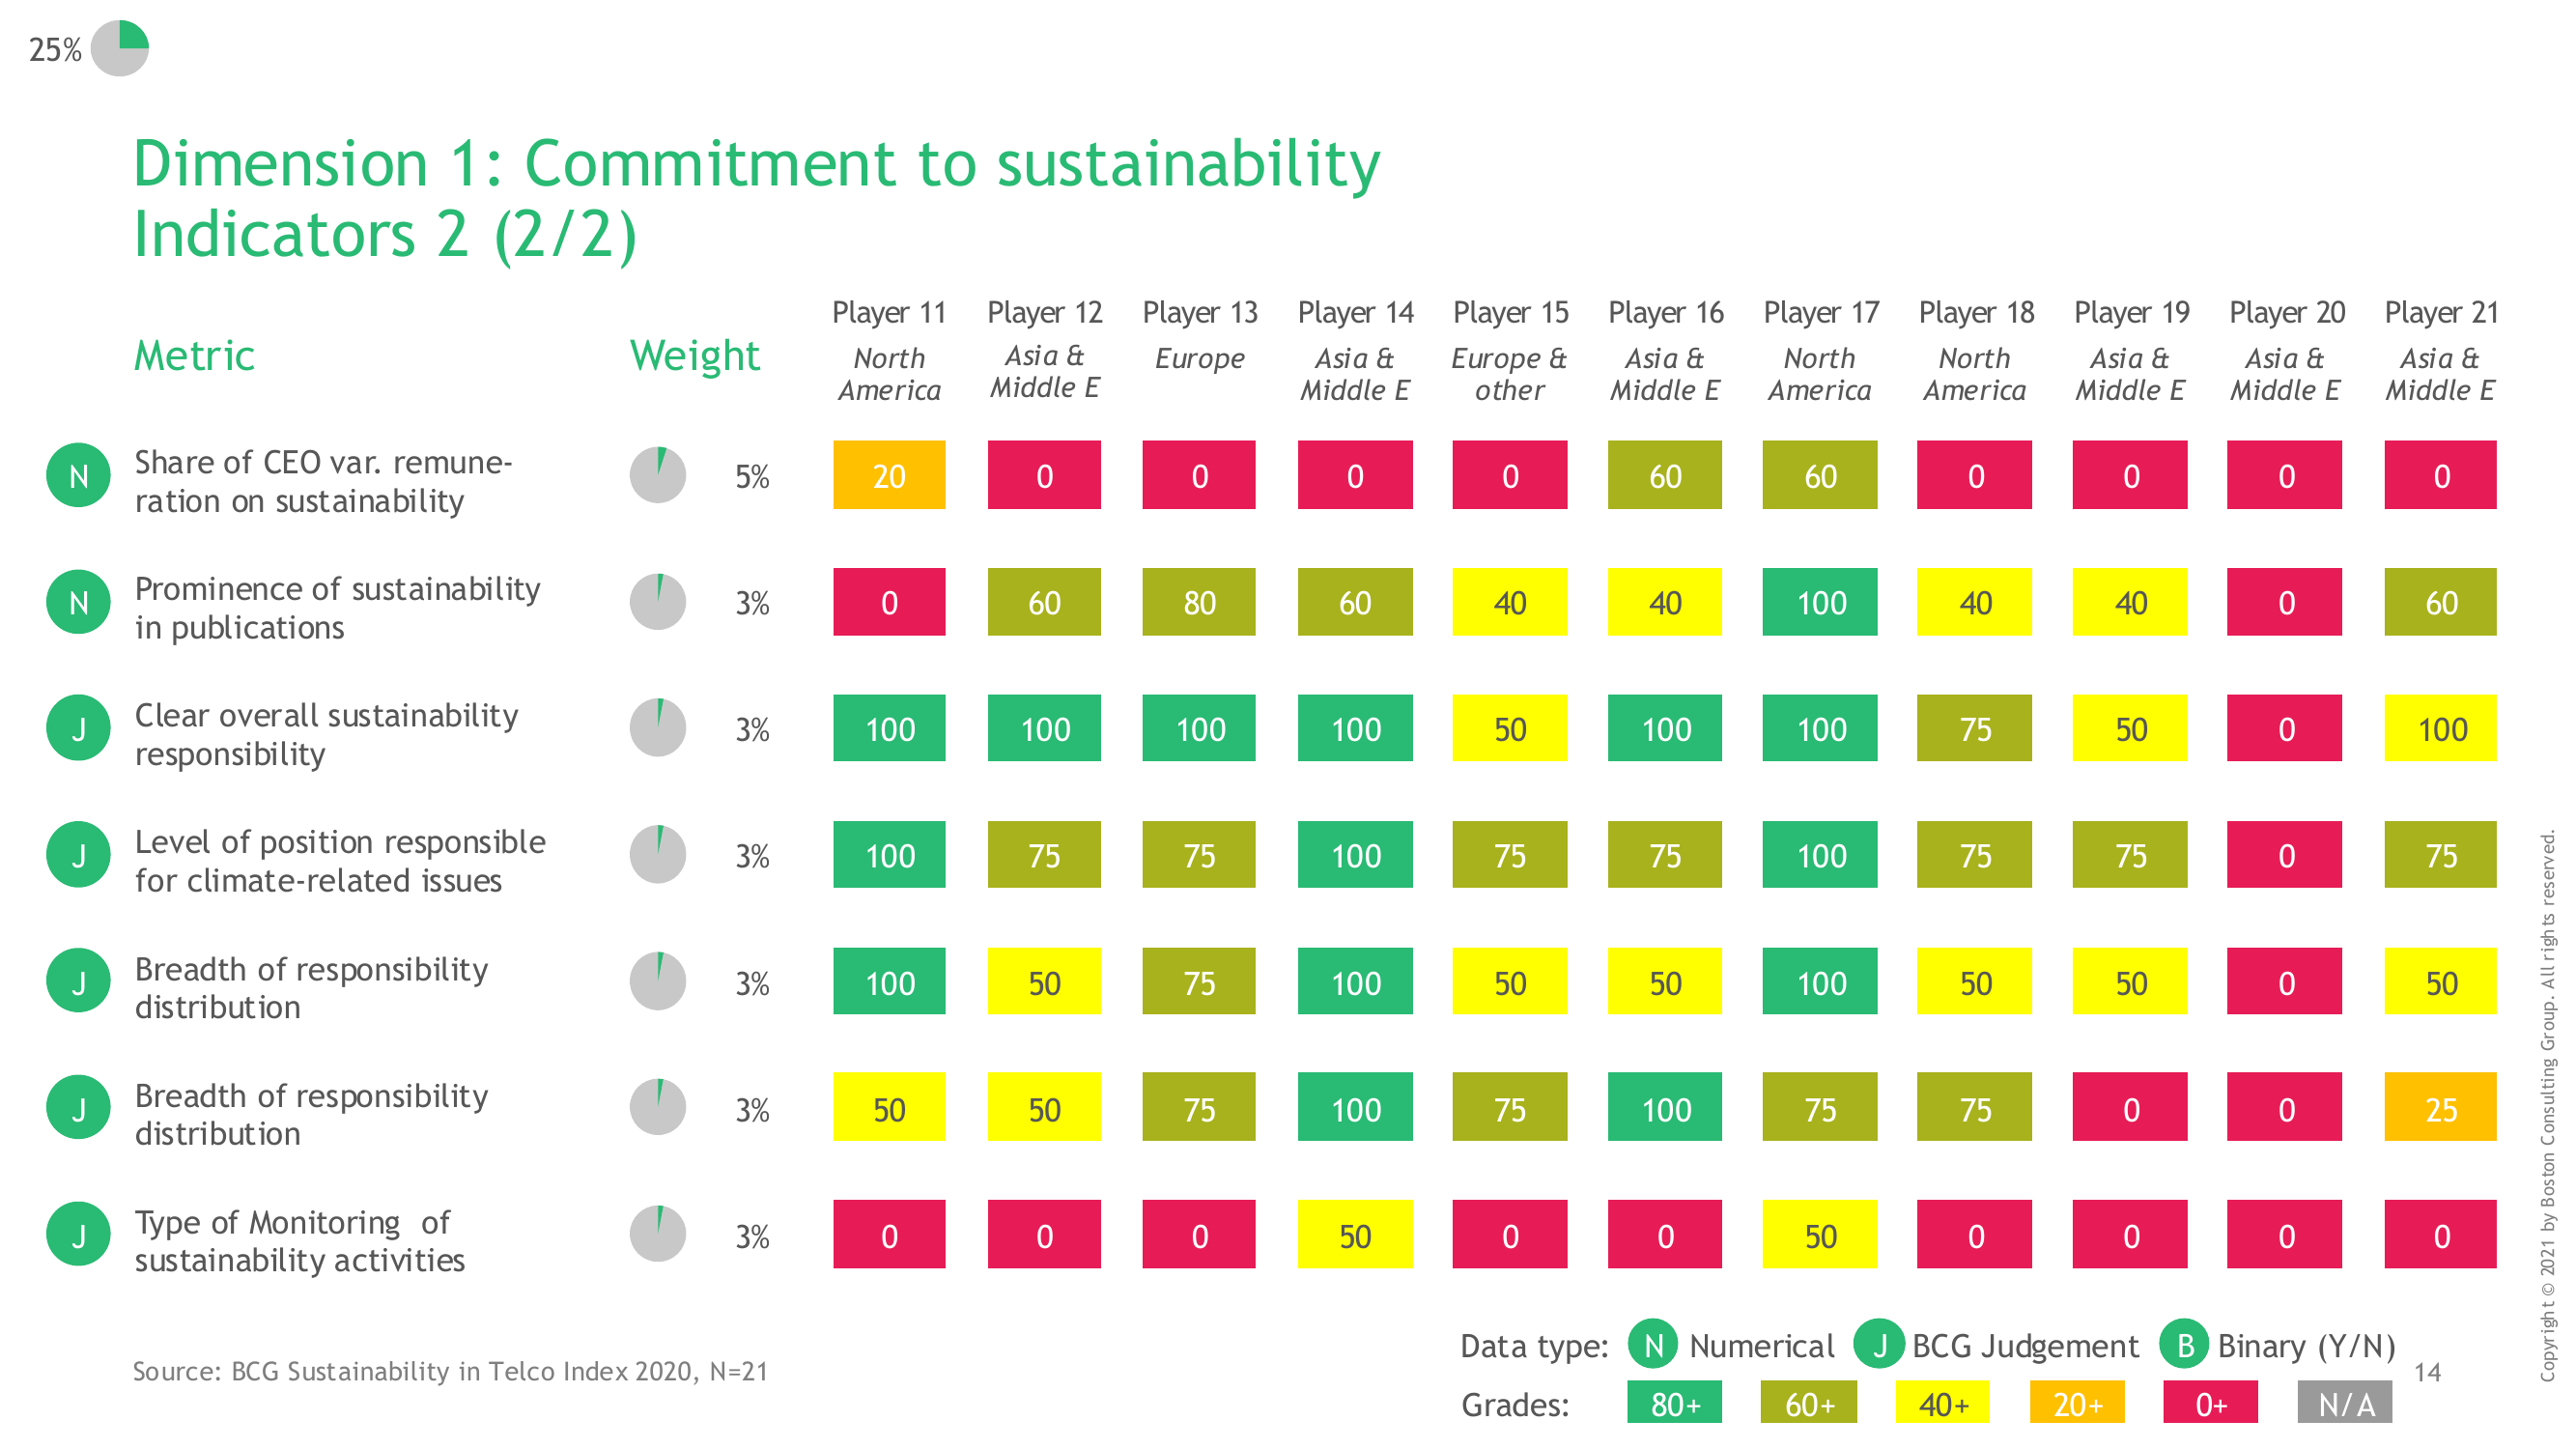 25%
Dimension 1: Commitment to sustainability
Indicators 2 (2/2)
Metric
Weight
Player 11
North
America
Player 12
Asia &
Middle E
Player 13
Europe
Player 14
Asia &
Middle E
Player 15
Europe &
other
Player 16
Asia &
Middle E
Player 17
North
America
Player 18
North
America
Player 19
Asia &
Middle E
Player 20
Asia &
Middle E
Player 21
Asia &
Middle E
N
Share of CEO var. remune-
ration on sustainability
5%
20 0 0 0 0 60 60 0 0 0 0
N
Prominence of sustainability
in publications
3%
0 60 80 60 40 40 100 40 40 0 60
J
Clear overall sustainability
responsibility
3%
100 100 100 100 50 100 100 75 50 0 100
J
Level of position responsible
for climate-related issues
3%
100 75 75 100 75 75 100 75 75 0 75
J
Breadth of responsibility
distribution
3%
100 50 75 100 50 50 100 50 50 0 50
J
Breadth of responsibility
distribution
3%
50 50 75 100 75 100 75 75 0 0 25
J
Type of Monitoring of
sustainability activities
3%
0 0 0 50 0 0 50 0 0 0 0
Data type: N Numerical J BCG Judgement B Binary (Y/N)
Grades: 80+ 60+ 40+ 20+ 0+ N/A
Source: BCG Sustainability in Telco Index 2020, N=21
14
Copyright © 2021 by Boston Consulting Group. All rights reserved.